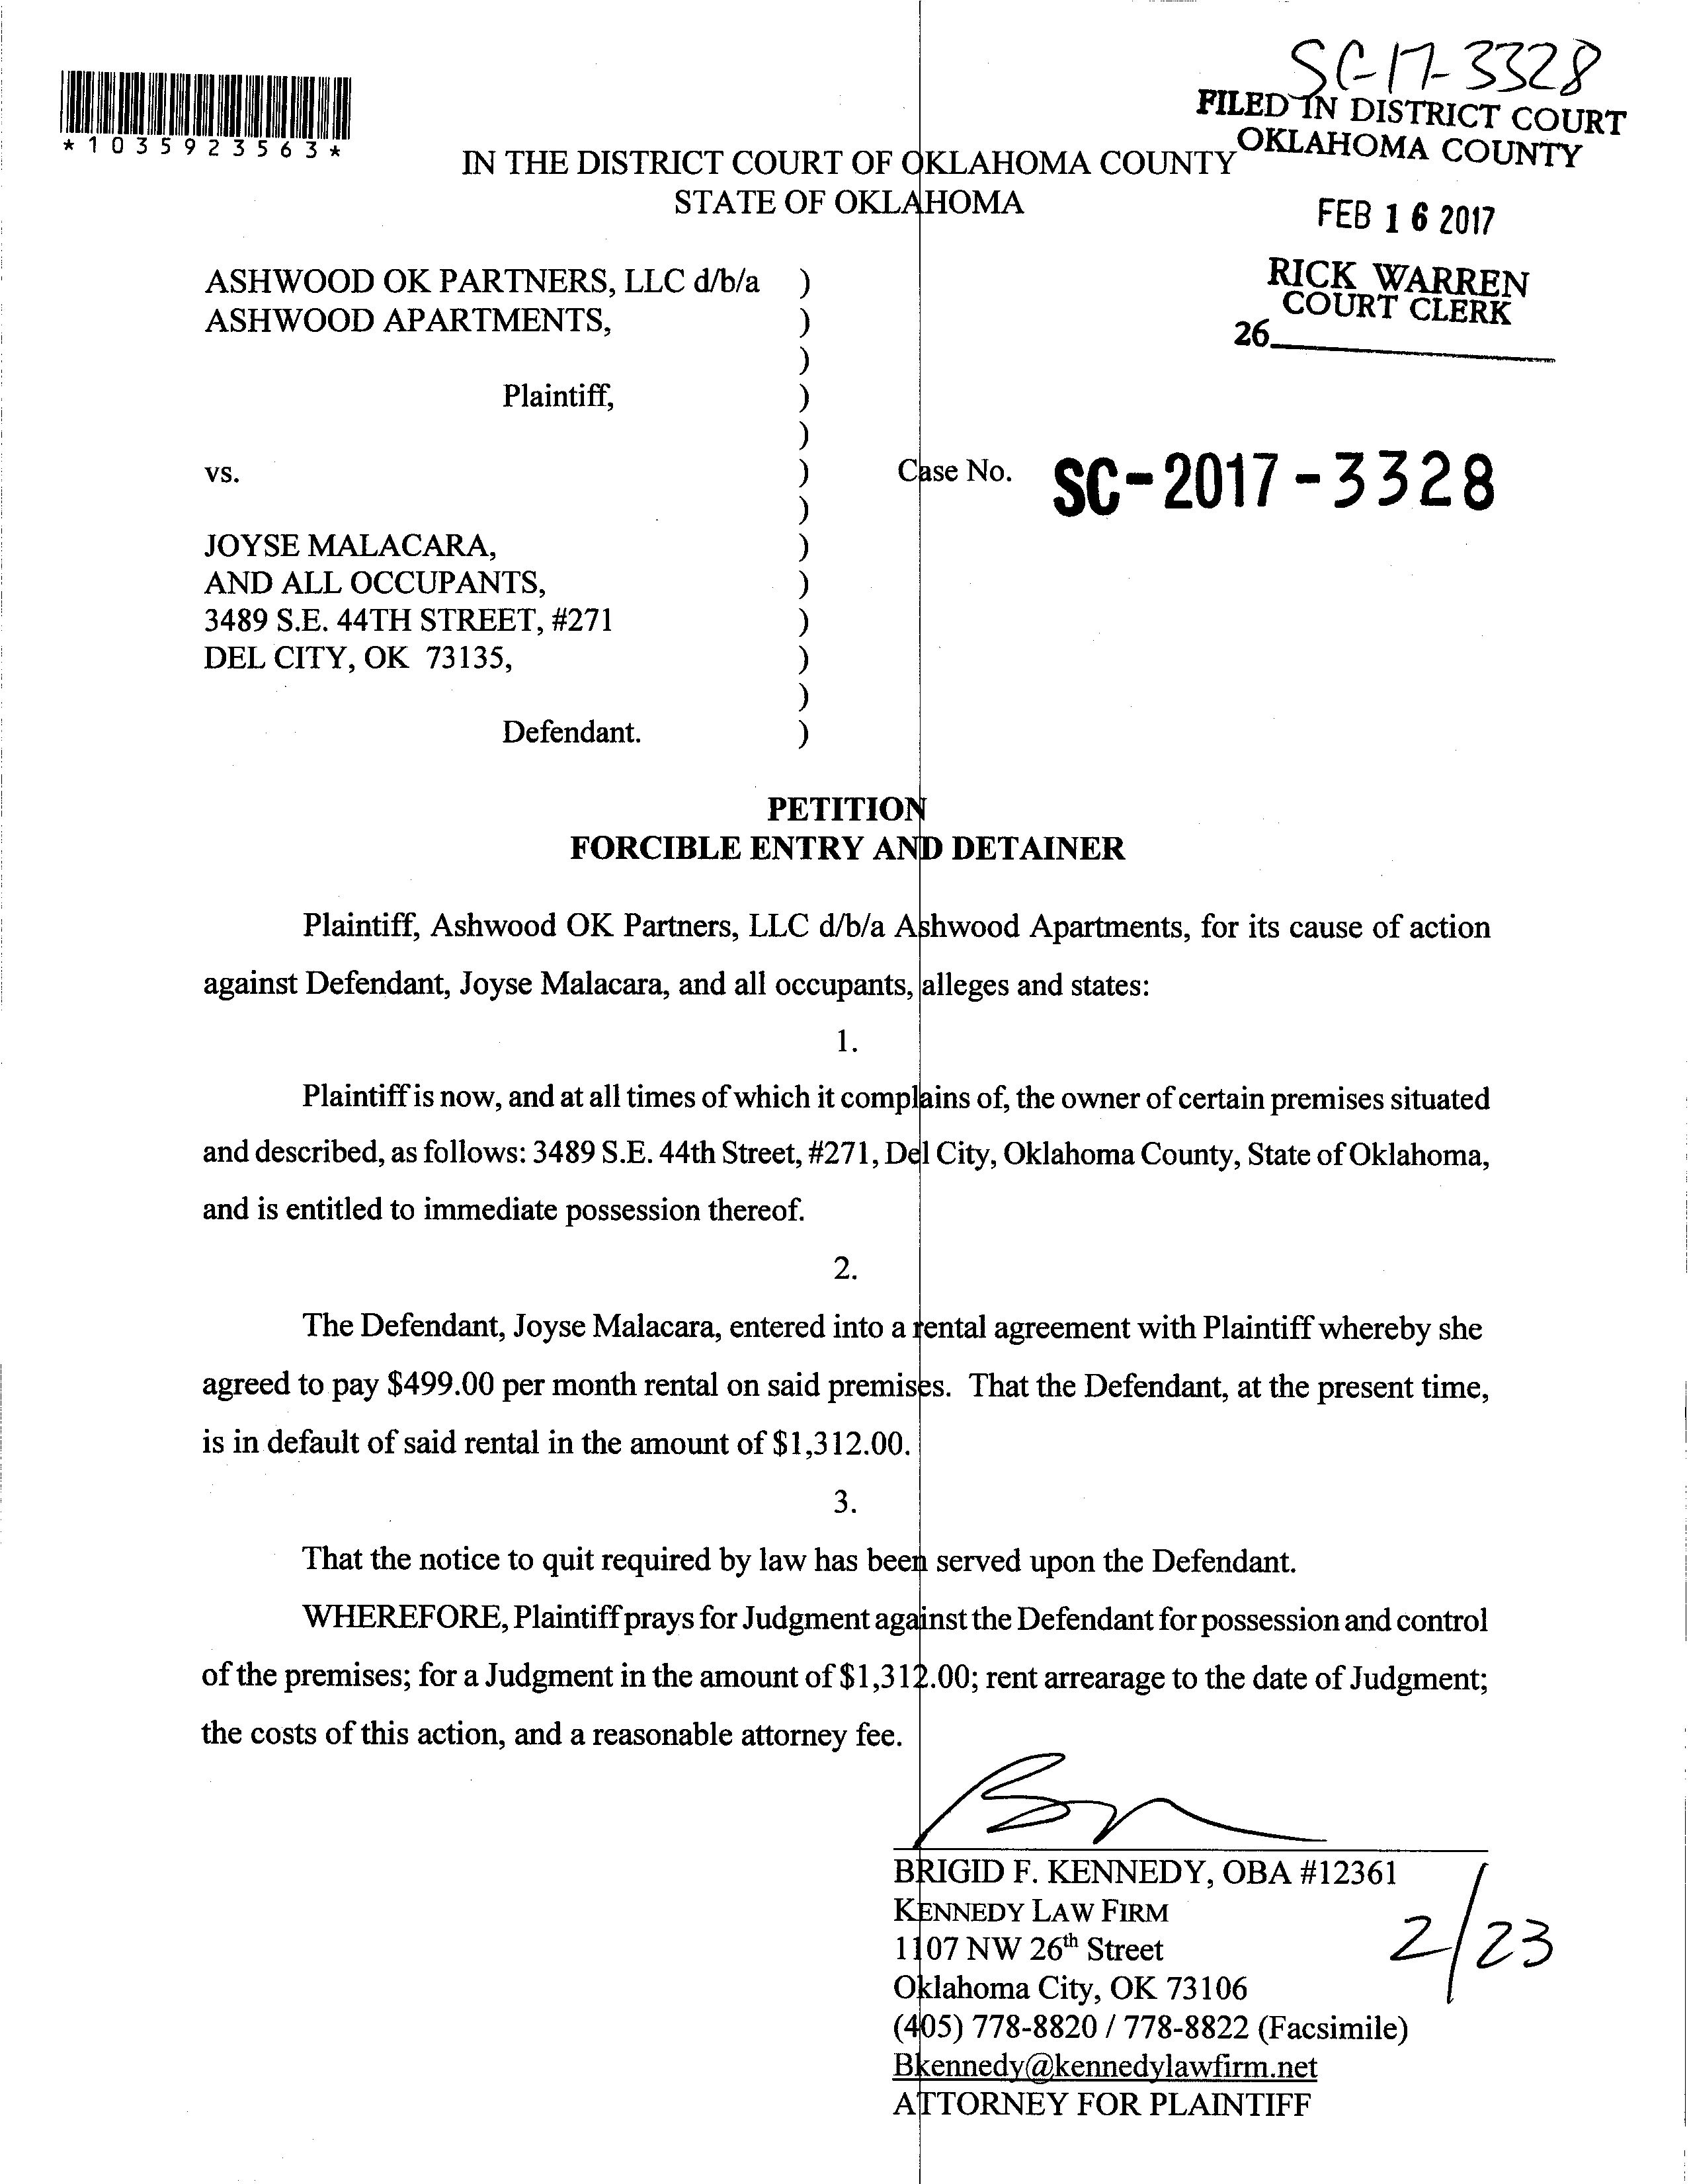 SC-17-3328
FILED IN DISTRICT COURT
OKLAHOMA COUNTY
*1035923563*
IN THE DISTRICT COURT OF OKLAHOMA COUNTY
STATE OF OKLAHOMA
FEB 16 2017
RICK WARREN
COURT CLERK
26
ASHWOOD OK PARTNERS, LLC d/b/a )
ASHWOOD APARTMENTS, )
)
Plaintiff, )
)
vs. ) Case No. SC-2017-3328
)
JOYSE MALACARA, )
AND ALL OCCUPANTS, )
3489 S.E. 44TH STREET, #271 )
DEL CITY, OK 73135, )
)
Defendant. )
PETITION
FORCIBLE ENTRY AND DETAINER
Plaintiff, Ashwood OK Partners, LLC d/b/a Ashwood Apartments, for its cause of action
against Defendant, Joyse Malacara, and all occupants, alleges and states:
1.
Plaintiff is now, and at all times of which it complains of, the owner of certain premises situated
and described, as follows: 3489 S.E. 44th Street, #271, Del City, Oklahoma County, State of Oklahoma,
and is entitled to immediate possession thereof.
2.
The Defendant, Joyse Malacara, entered into a rental agreement with Plaintiff whereby she
agreed to pay $499.00 per month rental on said premises. That the Defendant, at the present time,
is in default of said rental in the amount of $1,312.00.
3.
That the notice to quit required by law has been served upon the Defendant.
WHEREFORE, Plaintiff prays for Judgment against the Defendant for possession and control
of the premises; for a Judgment in the amount of $1,312.00; rent arrearage to the date of Judgment;
the costs of this action, and a reasonable attorney fee.
BRIGID F. KENNEDY, OBA #12361
KENNEDY LAW FIRM
1107 NW 26th Street
2/23
Oklahoma City, OK 73106
(405) 778-8820 / 778-8822 (Facsimile)
Bkennedy@kennedylawfirm.net
ATTORNEY FOR PLAINTIFF